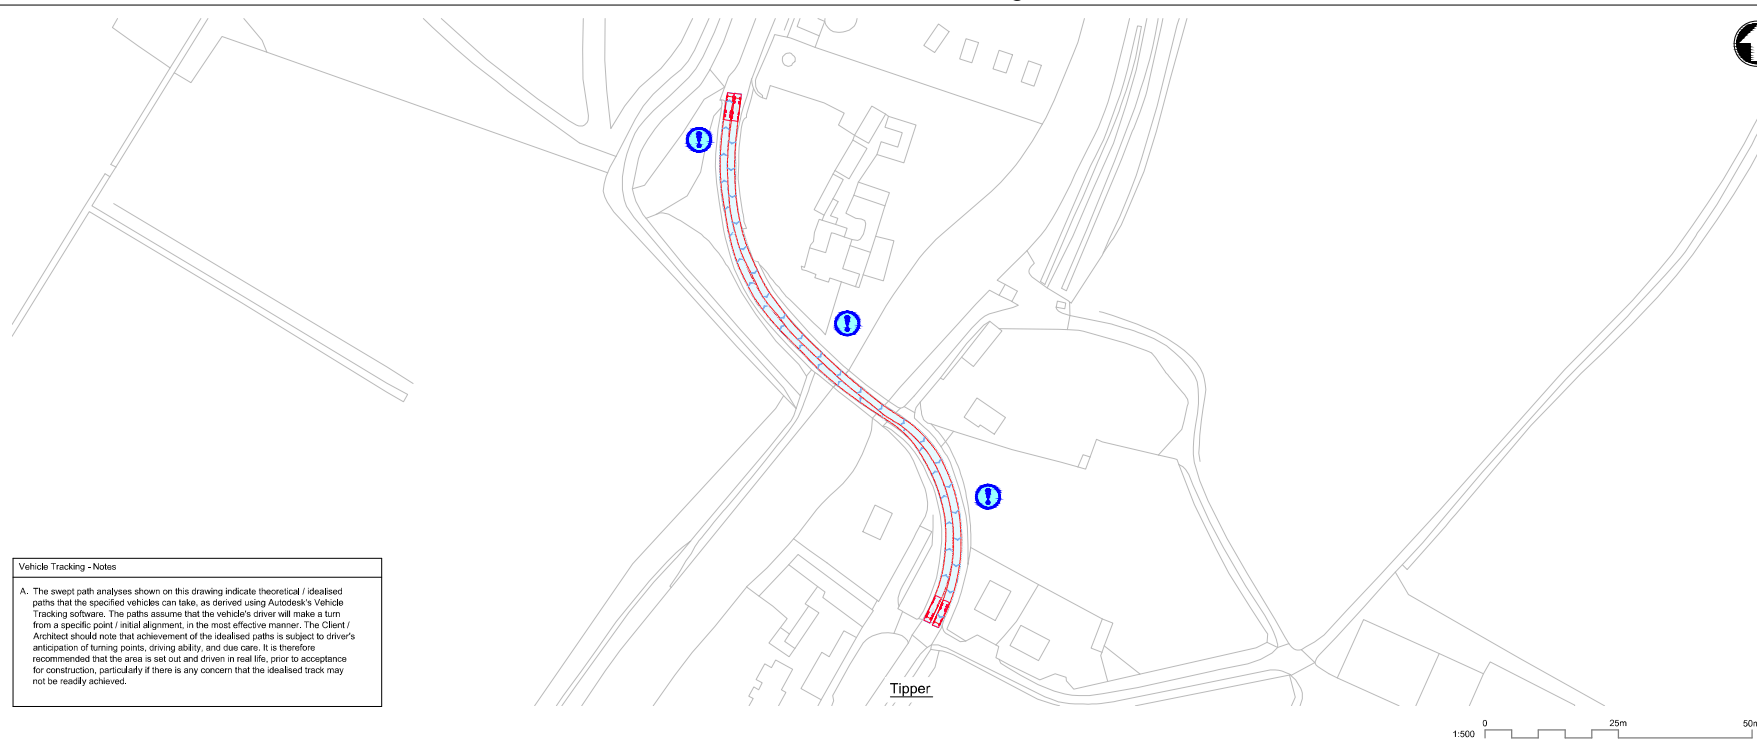 Vehicle Tracking - Notes
A. The swept path analyses shown on this drawing indicate theoretical / idealised
paths that the specified vehicles can take, as derived using Autodesk's Vehicle
Tracking software. The paths assume that the vehicle's driver will make a turn
from a specific point / initial alignment, in the most effective manner. The Client /
Architect should note that achievement of the idealised paths is subject to driver's
anticipation of turning points, driving ability, and due care. It is therefore
recommended that the area is set out and driven in real life, prior to acceptance
for construction, particularly if there is any concern that the idealised track may
not be readily achieved.
Tipper
1:500
0 25m 50m